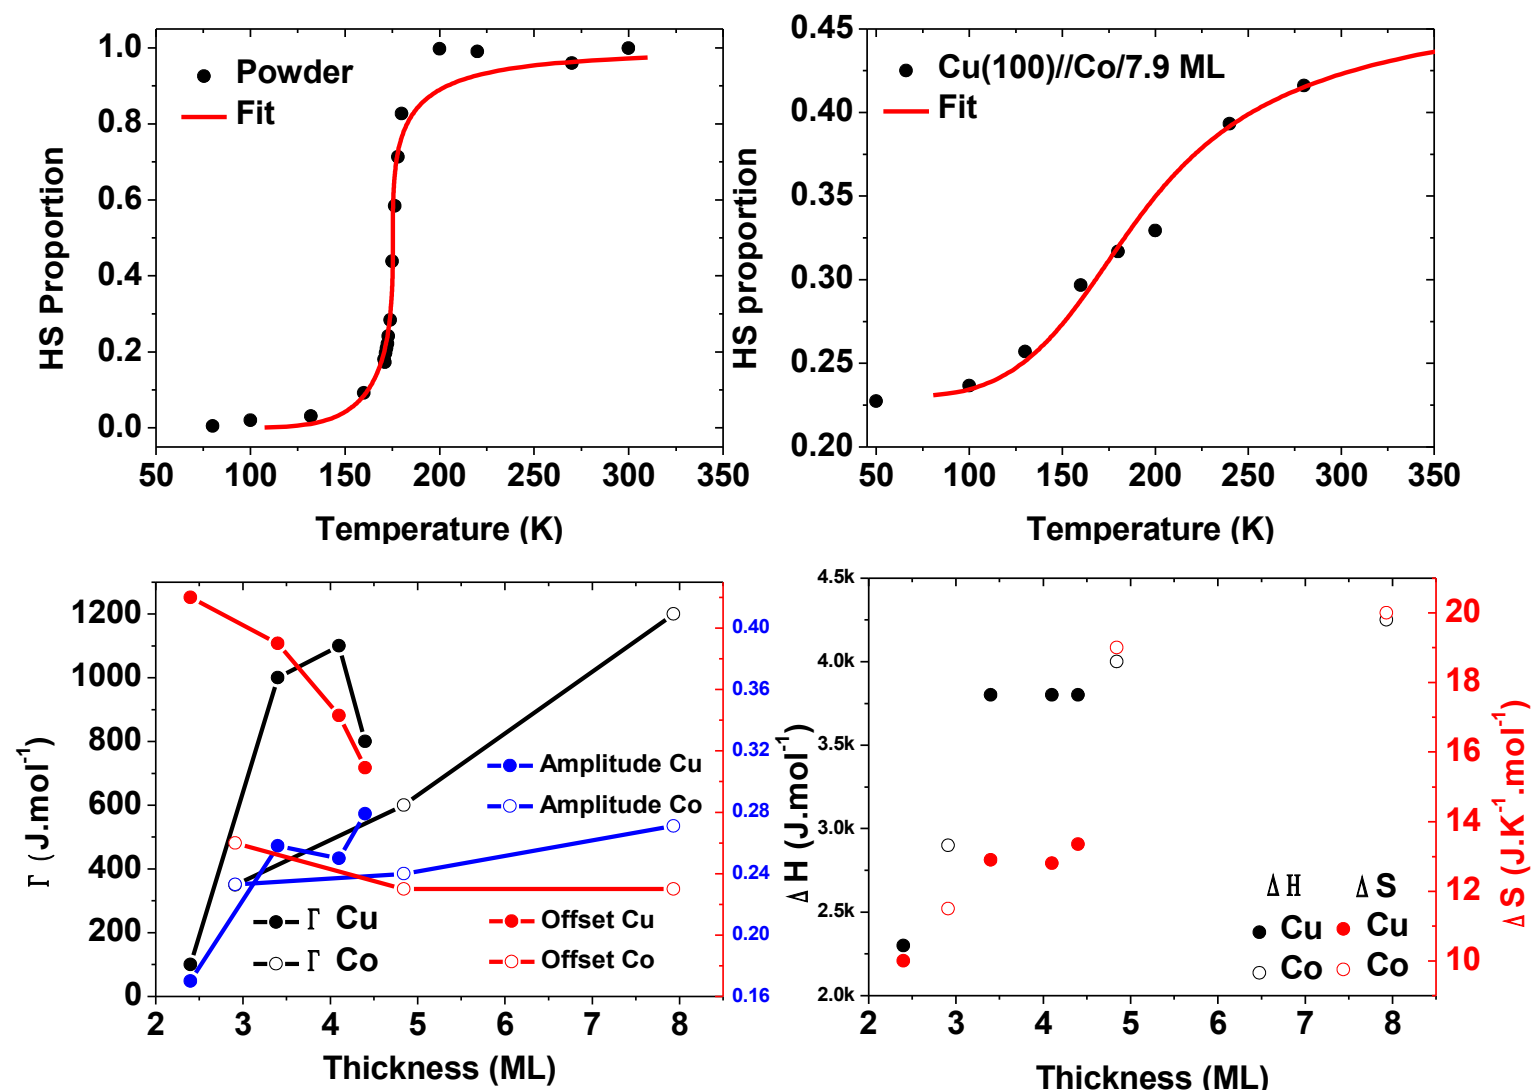 HS Proportion
1.0
0.8
0.6
0.4
0.2
0.0
Powder
Fit
50 100 150 200 250 300 350
Temperature (K)
HS proportion
0.45
0.40
0.35
0.30
0.25
0.20
Cu(100)//Co/7.9 ML
Fit
50 100 150 200 250 300 350
Temperature (K)
Γ (J.mol⁻¹)
1200
1000
800
600
400
200
0
Amplitude Cu
Amplitude Co
Γ Cu
Γ Co
Offset Cu
Offset Co
0.40
0.36
0.32
0.28
0.24
0.20
0.16
2 3 4 5 6 7 8
Thickness (ML)
Δ H (J.mol⁻¹)
4.5k
4.0k
3.5k
3.0k
2.5k
2.0k
Δ H Δ S
Cu Cu
Co Co
20
18
16
14
12
10
Δ S (J.K⁻¹.mol⁻¹)
2 3 4 5 6 7 8
Thickness (ML)